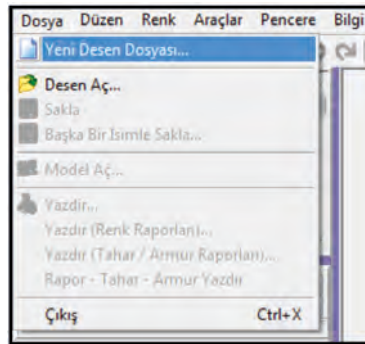 Dosya Düzen Renk Araçlar Pencere Bilgi
Yeni Desen Dosyası...
Desen Aç...
Sakla
Başka Bir İsimle Sakla...
Model Aç...
Yazdır...
Yazdır (Renk Raporları)...
Yazdır (Tahar / Armur Raporları)...
Rapor - Tahar - Armur Yazdır
Çıkış Ctrl+X